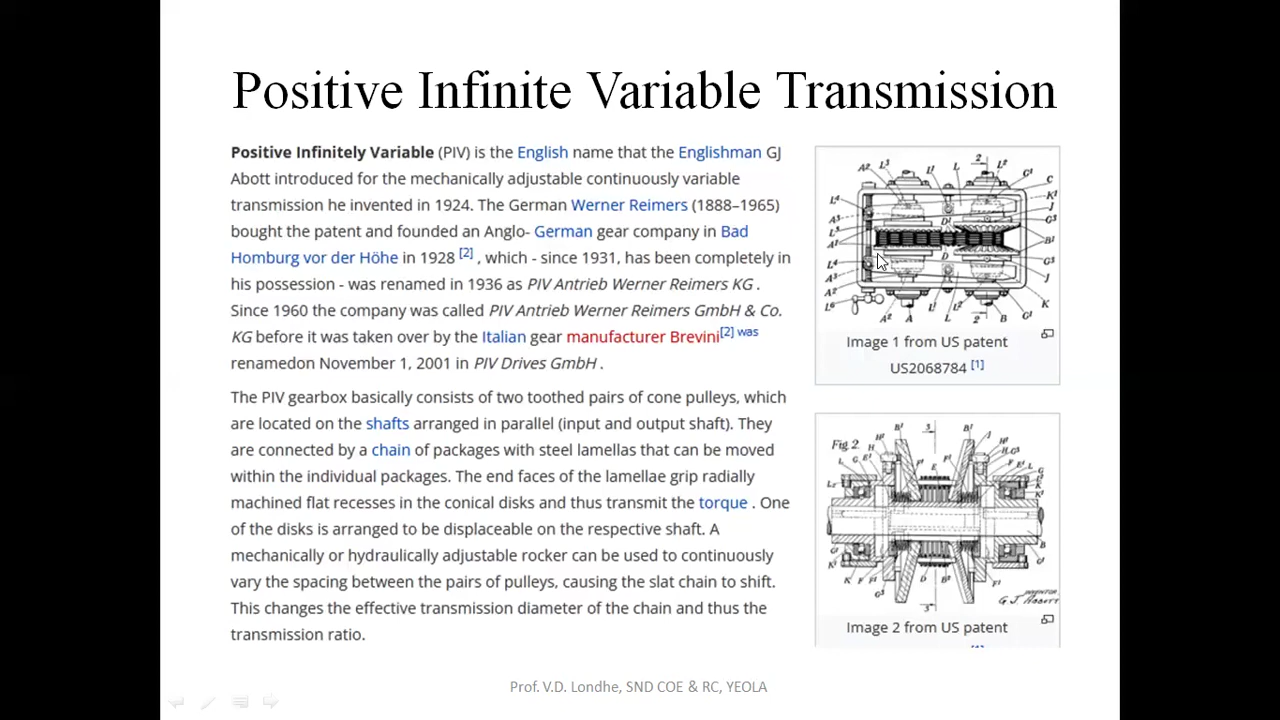 Positive Infinite Variable Transmission
Positive Infinitely Variable (PIV) is the English name that the Englishman GJ
Abott introduced for the mechanically adjustable continuously variable
transmission he invented in 1924. The German Werner Reimers (1888–1965)
bought the patent and founded an Anglo- German gear company in Bad
Homburg vor der Höhe in 1928 [2] , which - since 1931, has been completely in
his possession - was renamed in 1936 as PIV Antrieb Werner Reimers KG .
Since 1960 the company was called PIV Antrieb Werner Reimers GmbH & Co.
KG before it was taken over by the Italian gear manufacturer Brevini[2] was
renamedon November 1, 2001 in PIV Drives GmbH .
The PIV gearbox basically consists of two toothed pairs of cone pulleys, which
are located on the shafts arranged in parallel (input and output shaft). They
are connected by a chain of packages with steel lamellas that can be moved
within the individual packages. The end faces of the lamellae grip radially
machined flat recesses in the conical disks and thus transmit the torque . One
of the disks is arranged to be displaceable on the respective shaft. A
mechanically or hydraulically adjustable rocker can be used to continuously
vary the spacing between the pairs of pulleys, causing the slat chain to shift.
This changes the effective transmission diameter of the chain and thus the
transmission ratio.
Image 1 from US patent
US2068784 [1]
Fig. 2.
INVENTOR
G. J. ABBOTT
Image 2 from US patent
Prof. V.D. Londhe, SND COE & RC, YEOLA